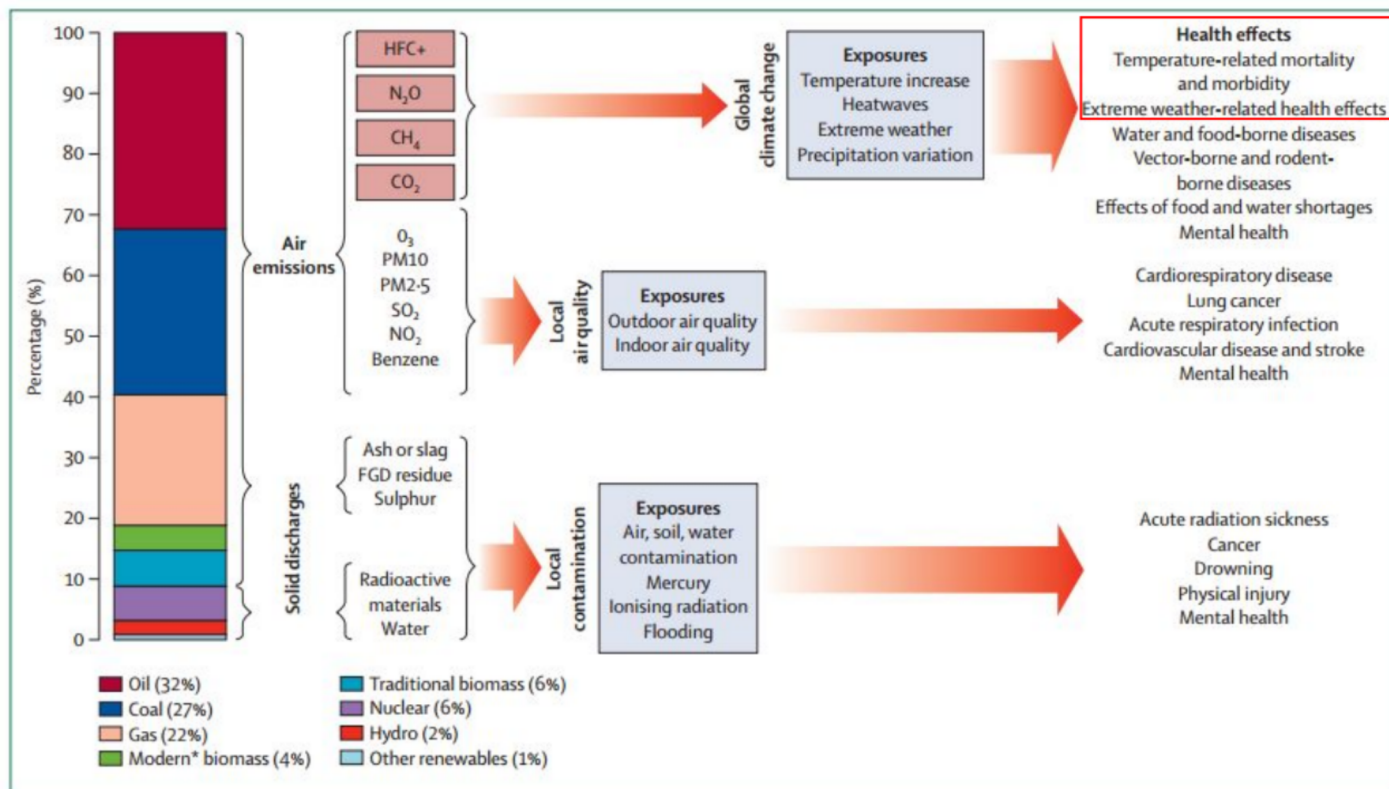 Percentage (%)
100
90
80
70
60
50
40
30
20
10
0
Air
emissions
Solid discharges
HFC+
N₂O
CH₄
CO₂
O₃
PM10
PM2·5
SO₂
NO₂
Benzene
Ash or slag
FGD residue
Sulphur
Radioactive
materials
Water
Global
climate change
Exposures
Temperature increase
Heatwaves
Extreme weather
Precipitation variation
Health effects
Temperature-related mortality
and morbidity
Extreme weather-related health effects
Water and food-borne diseases
Vector-borne and rodent-
borne diseases
Effects of food and water shortages
Mental health
Local
air quality
Exposures
Outdoor air quality
Indoor air quality
Cardiorespiratory disease
Lung cancer
Acute respiratory infection
Cardiovascular disease and stroke
Mental health
Local
contamination
Exposures
Air, soil, water
contamination
Mercury
Ionising radiation
Flooding
Acute radiation sickness
Cancer
Drowning
Physical injury
Mental health
Oil (32%)
Coal (27%)
Gas (22%)
Modern* biomass (4%)
Traditional biomass (6%)
Nuclear (6%)
Hydro (2%)
Other renewables (1%)